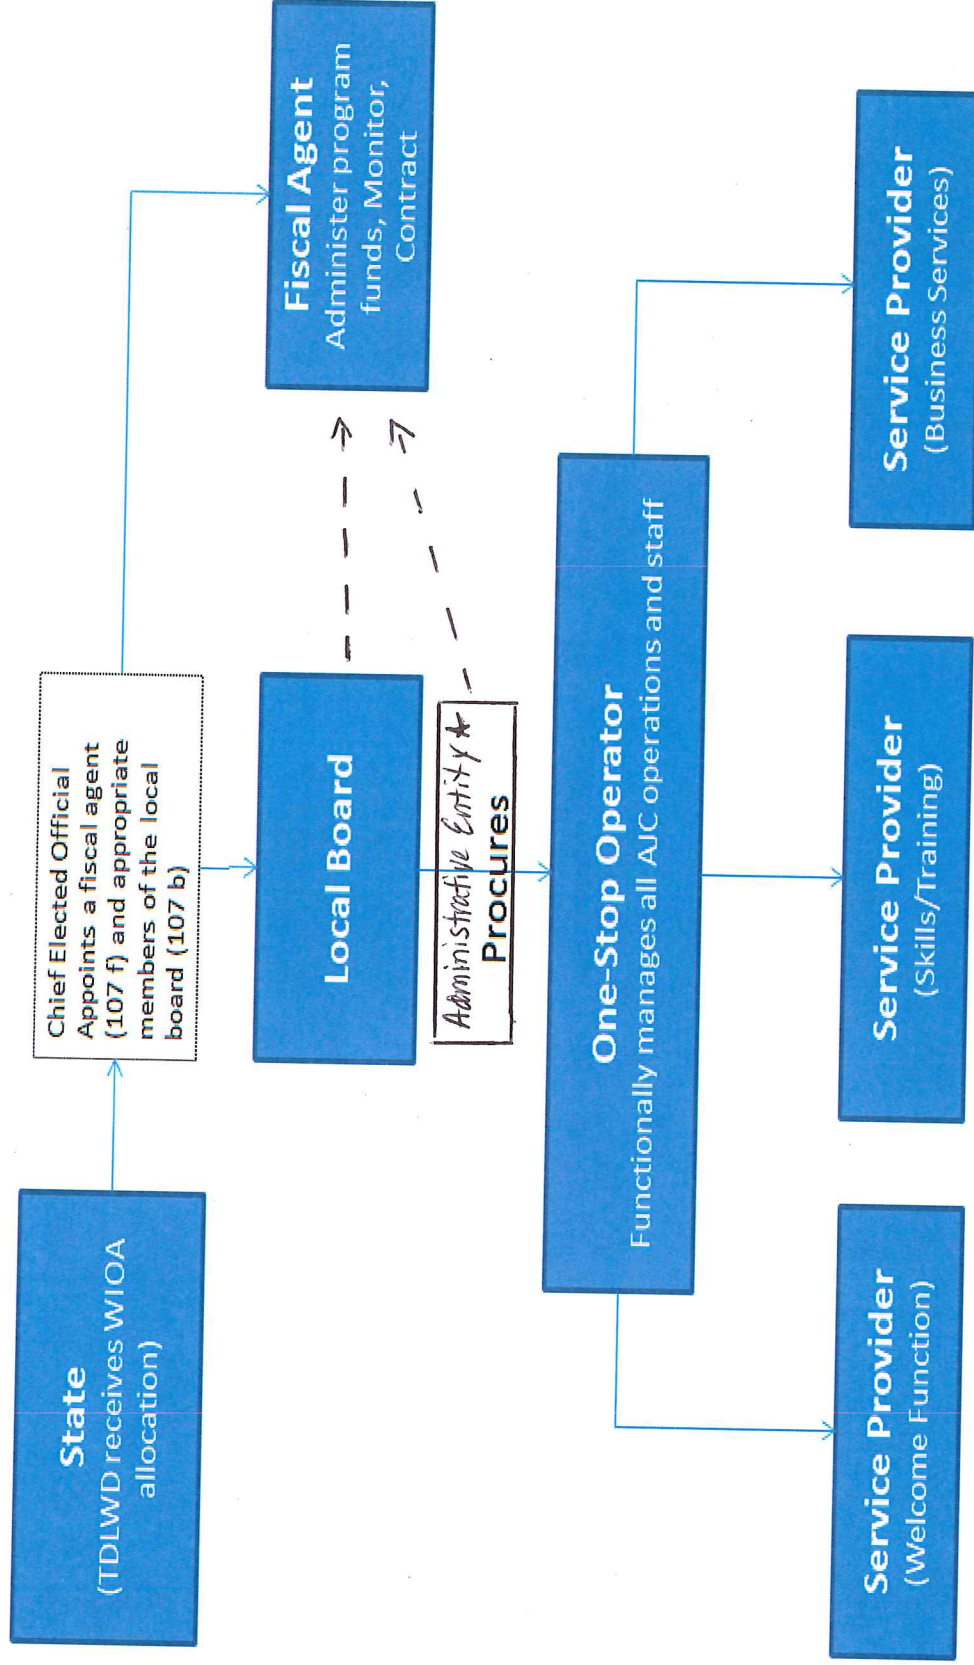 State
(TDLWD receives WIOA
allocation)
Chief Elected Official
Appoints a fiscal agent
(107 f) and appropriate
members of the local
board (107 b)
Fiscal Agent
Administer program
funds, Monitor,
Contract
Local Board
Administrative Entity★
Procures
One-Stop Operator
Functionally manages all AJC operations and staff
Service Provider
(Welcome Function)
Service Provider
(Skills/Training)
Service Provider
(Business Services)